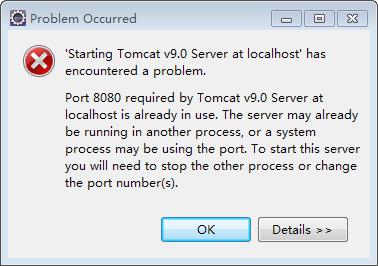 Problem Occurred
'Starting Tomcat v9.0 Server at localhost' has
encountered a problem.
Port 8080 required by Tomcat v9.0 Server at
localhost is already in use. The server may already
be running in another process, or a system
process may be using the port. To start this server
you will need to stop the other process or change
the port number(s).
OK
Details >>